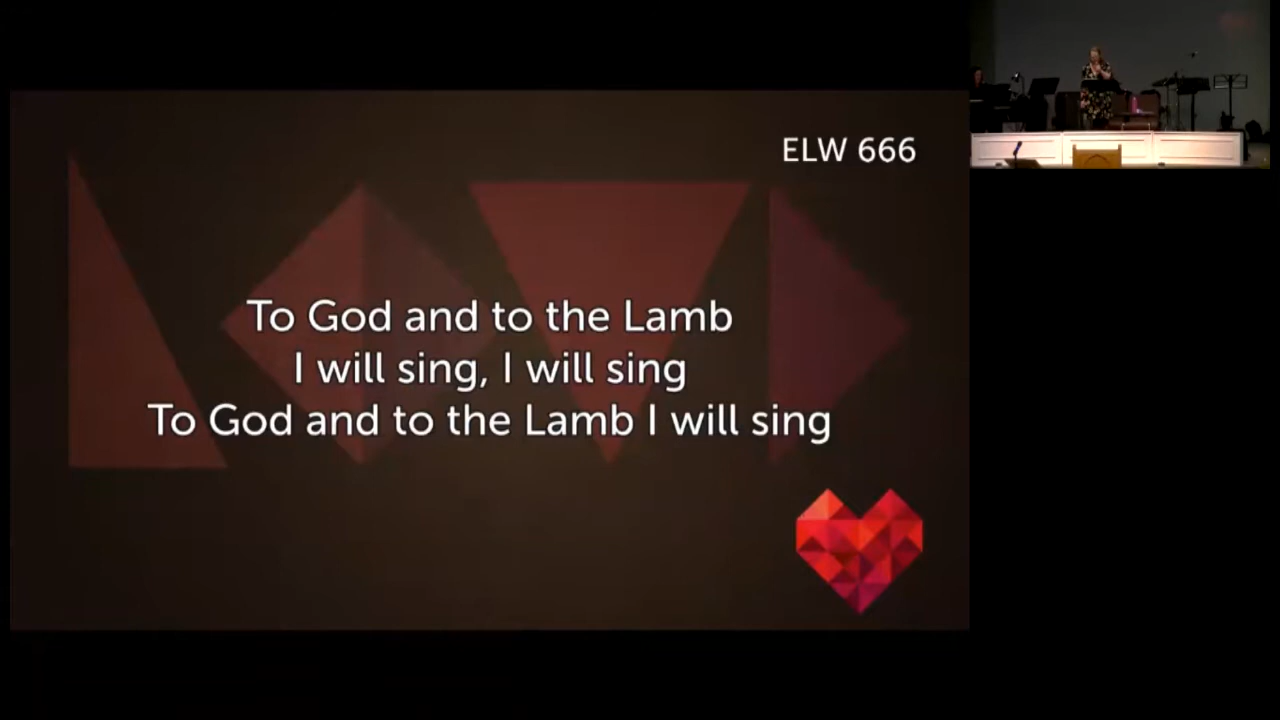 ELW 666
To God and to the Lamb
I will sing, I will sing
To God and to the Lamb I will sing